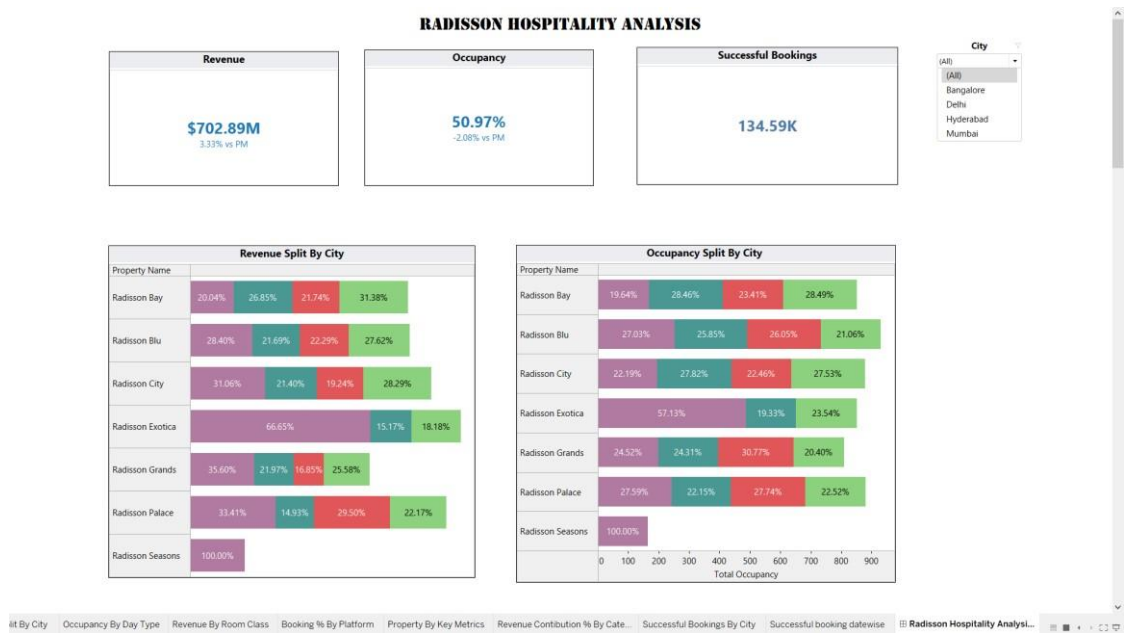 RADISSON HOSPITALITY ANALYSIS
Revenue
$702.89M
3.33% vs PM
Occupancy
50.97%
-2.08% vs PM
Successful Bookings
134.59K
City
(All)
(All)
Bangalore
Delhi
Hyderabad
Mumbai
Revenue Split By City
Property Name
Radisson Bay 20.04% 26.85% 21.74% 31.38%
Radisson Blu 28.40% 21.69% 22.29% 27.62%
Radisson City 31.06% 21.40% 19.24% 28.29%
Radisson Exotica 66.65% 15.17% 18.18%
Radisson Grands 35.60% 21.97% 16.85% 25.58%
Radisson Palace 33.41% 14.93% 29.50% 22.17%
Radisson Seasons 100.00%
Occupancy Split By City
Property Name
Radisson Bay 19.64% 28.46% 23.41% 28.49%
Radisson Blu 27.03% 25.85% 26.05% 21.06%
Radisson City 22.19% 27.82% 22.46% 27.53%
Radisson Exotica 57.13% 19.33% 23.54%
Radisson Grands 24.52% 24.31% 30.77% 20.40%
Radisson Palace 27.59% 22.15% 27.74% 22.52%
Radisson Seasons 100.00%
0 100 200 300 400 500 600 700 800 900
Total Occupancy
lit By City Occupancy By Day Type Revenue By Room Class Booking % By Platform Property By Key Metrics Revenue Contibution % By Cate... Successful Bookings By City Successful booking datewise Radisson Hospitality Analysi...